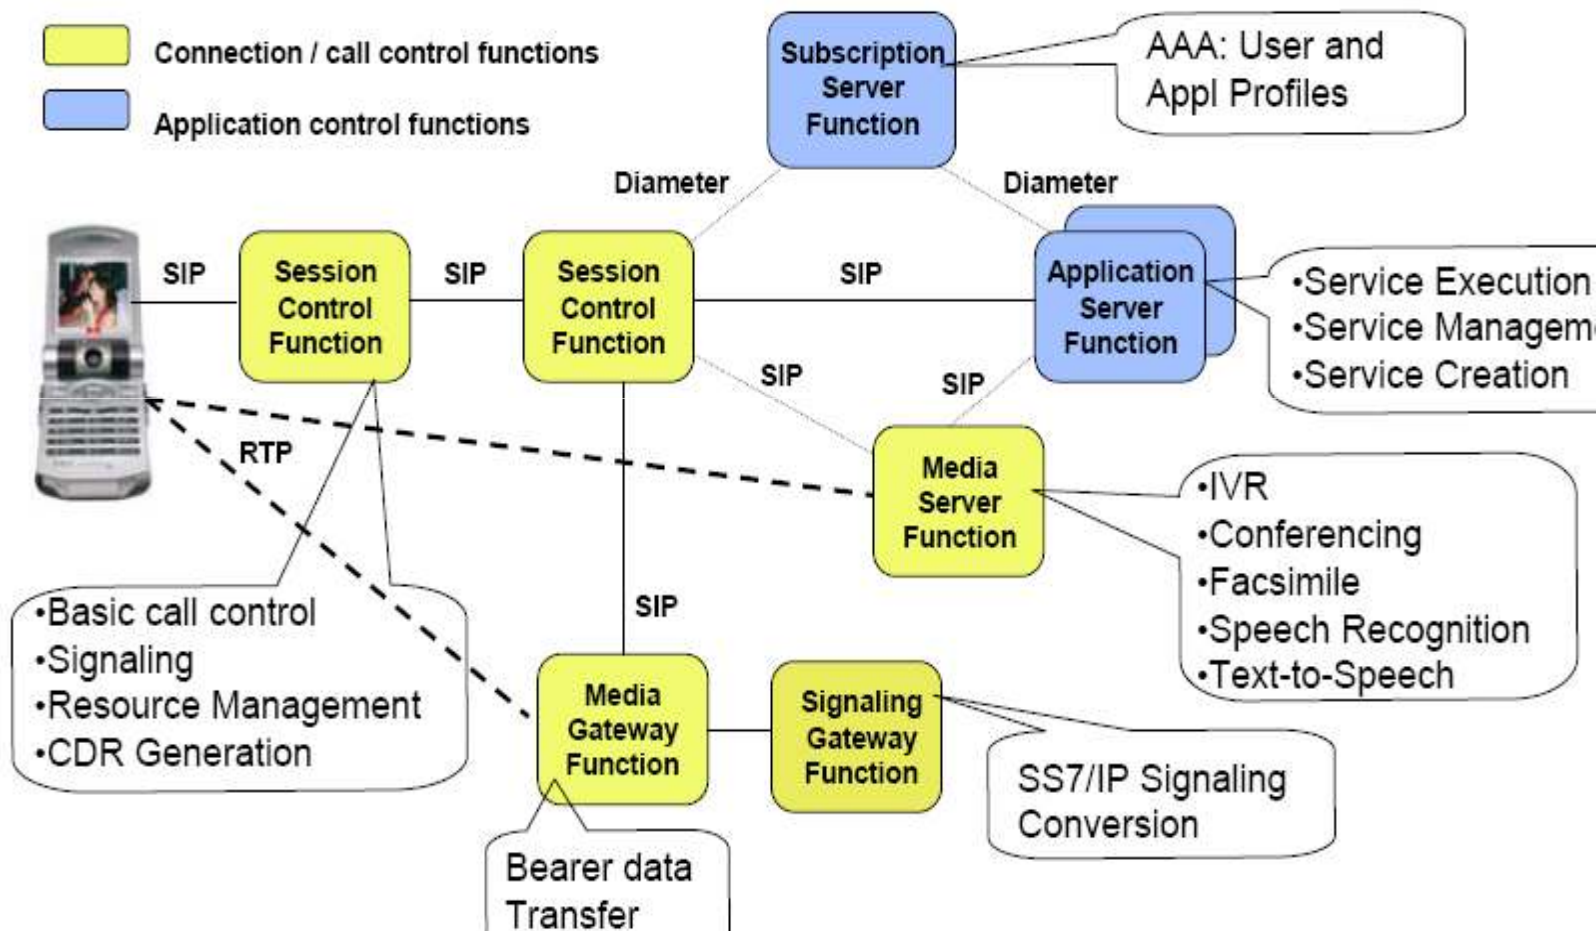 Connection / call control functions
Application control functions
Subscription
Server
Function
AAA: User and
Appl Profiles
Diameter
Diameter
SIP
Session
Control
Function
SIP
Session
Control
Function
SIP
Application
Server
Function
•Service Execution
•Service Manageme
•Service Creation
SIP
SIP
RTP
Media
Server
Function
•IVR
•Conferencing
•Facsimile
•Speech Recognition
•Text-to-Speech
•Basic call control
•Signaling
•Resource Management
•CDR Generation
SIP
Media
Gateway
Function
Signaling
Gateway
Function
SS7/IP Signaling
Conversion
Bearer data
Transfer